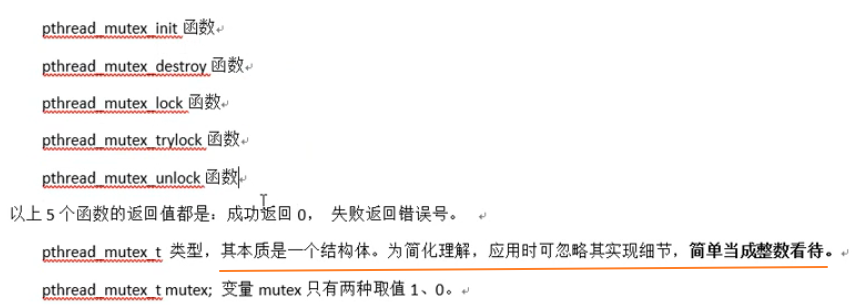 pthread_mutex_init 函数
pthread_mutex_destroy 函数
pthread_mutex_lock 函数
pthread_mutex_trylock 函数
pthread_mutex_unlock 函数
以上 5 个函数的返回值都是：成功返回 0， 失败返回错误号。
pthread_mutex_t 类型，其本质是一个结构体。为简化理解，应用时可忽略其实现细节，简单当成整数看待。
pthread_mutex_t mutex; 变量 mutex 只有两种取值 1、0。